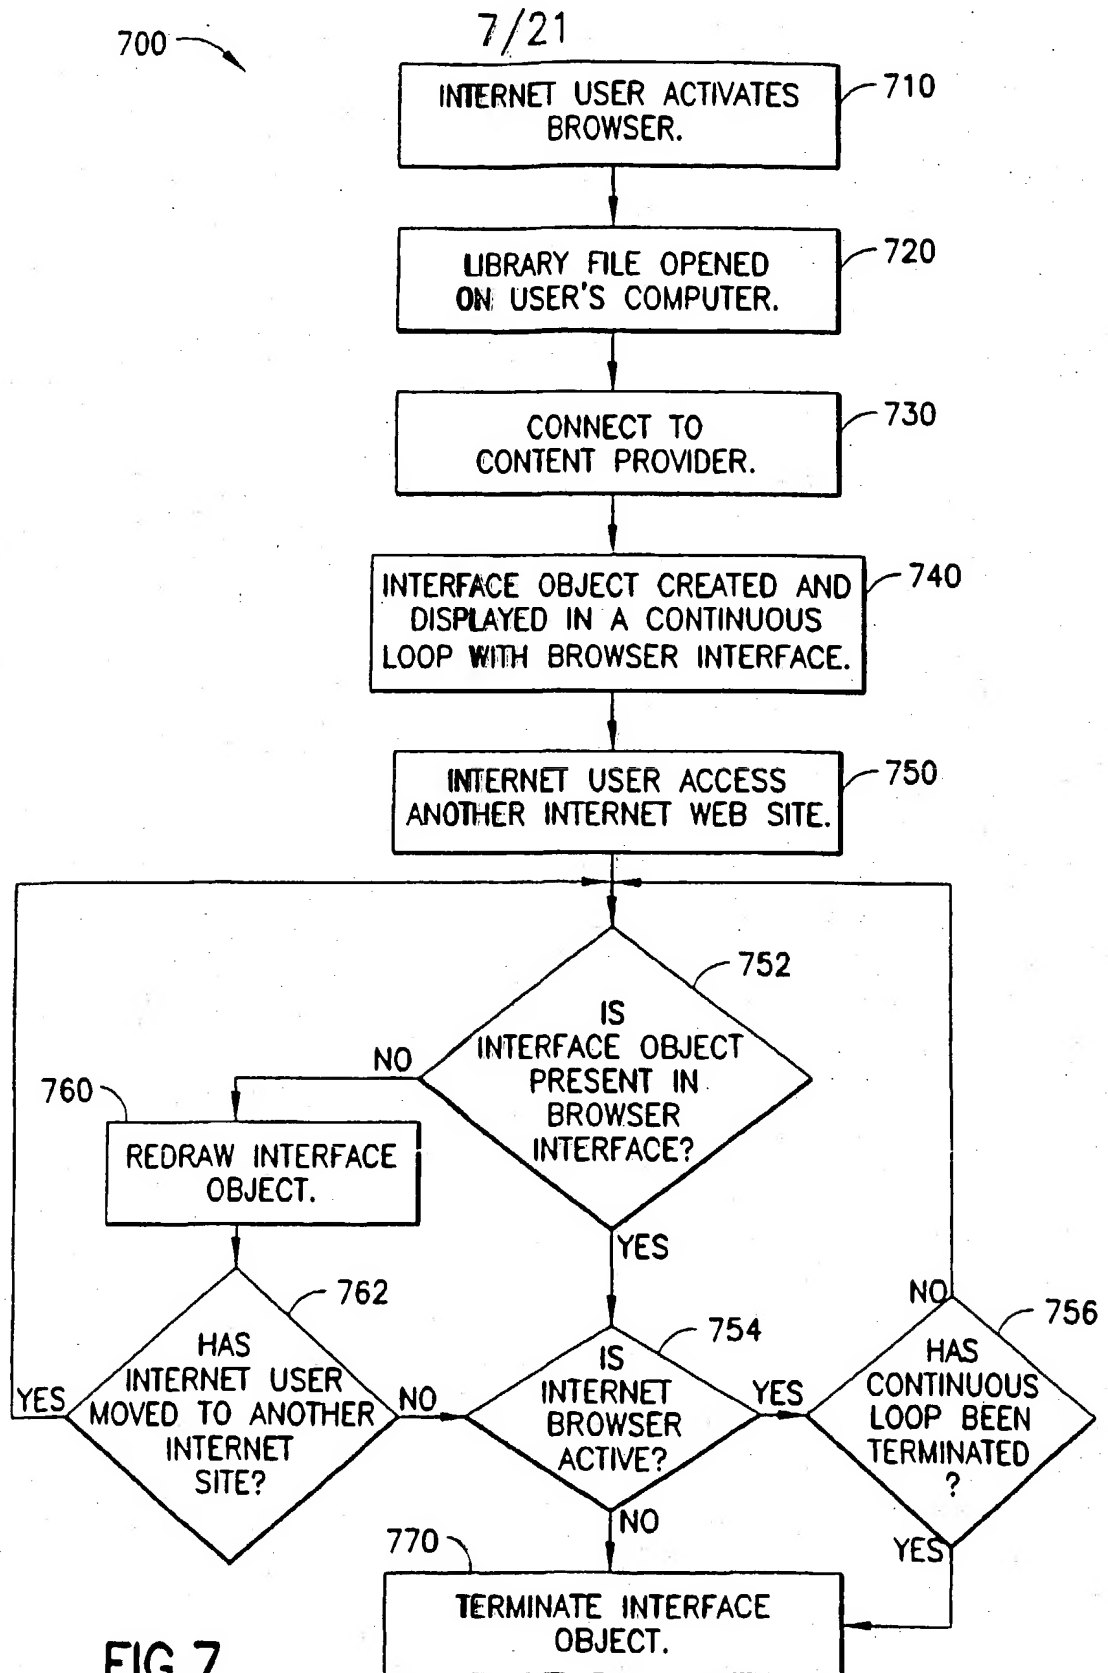 7/21
700
INTERNET USER ACTIVATES
BROWSER.
710
LIBRARY FILE OPENED
ON USER'S COMPUTER.
720
CONNECT TO
CONTENT PROVIDER.
730
INTERFACE OBJECT CREATED AND
DISPLAYED IN A CONTINUOUS
LOOP WITH BROWSER INTERFACE.
740
INTERNET USER ACCESS
ANOTHER INTERNET WEB SITE.
750
752
IS
INTERFACE OBJECT
PRESENT IN
BROWSER
INTERFACE?
NO
YES
760
REDRAW INTERFACE
OBJECT.
762
HAS
INTERNET USER
MOVED TO ANOTHER
INTERNET
SITE?
YES
NO
754
IS
INTERNET
BROWSER
ACTIVE?
YES
NO
756
HAS
CONTINUOUS
LOOP BEEN
TERMINATED
?
NO
YES
770
TERMINATE INTERFACE
OBJECT.
FIG.7